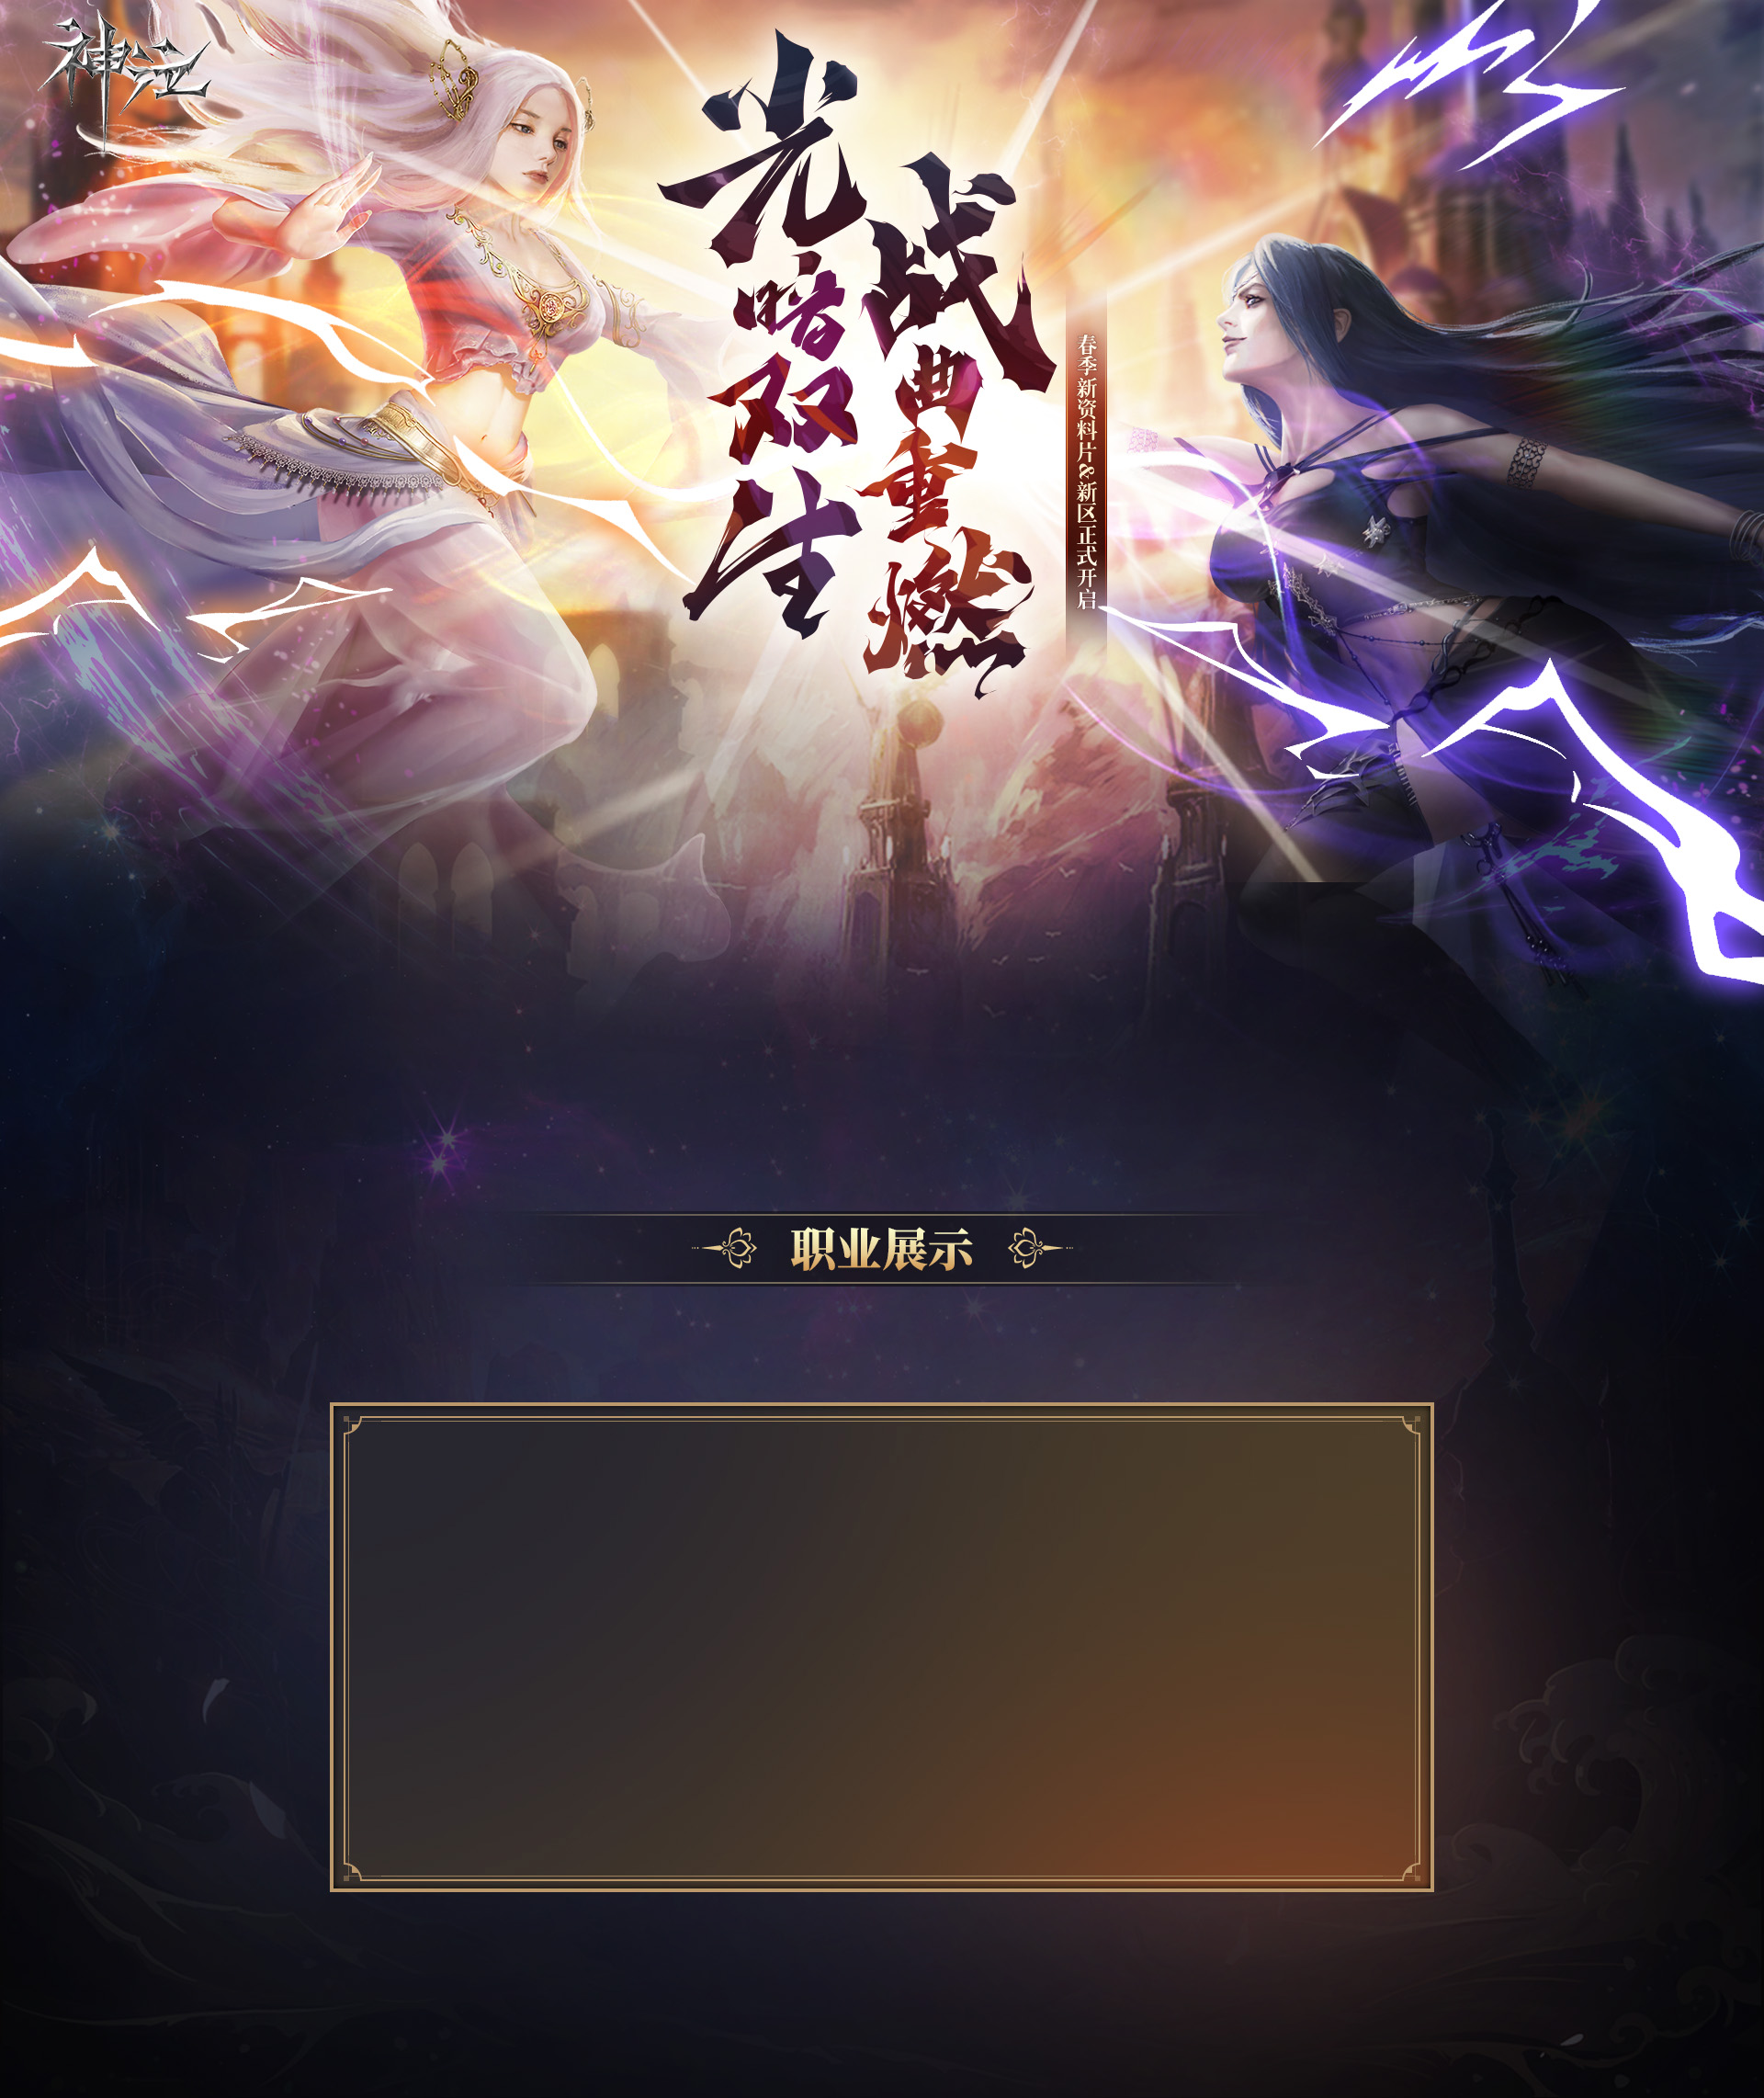 神泣
光暗双生
战典重燃
春季新资料片&新区正式开启
职业展示